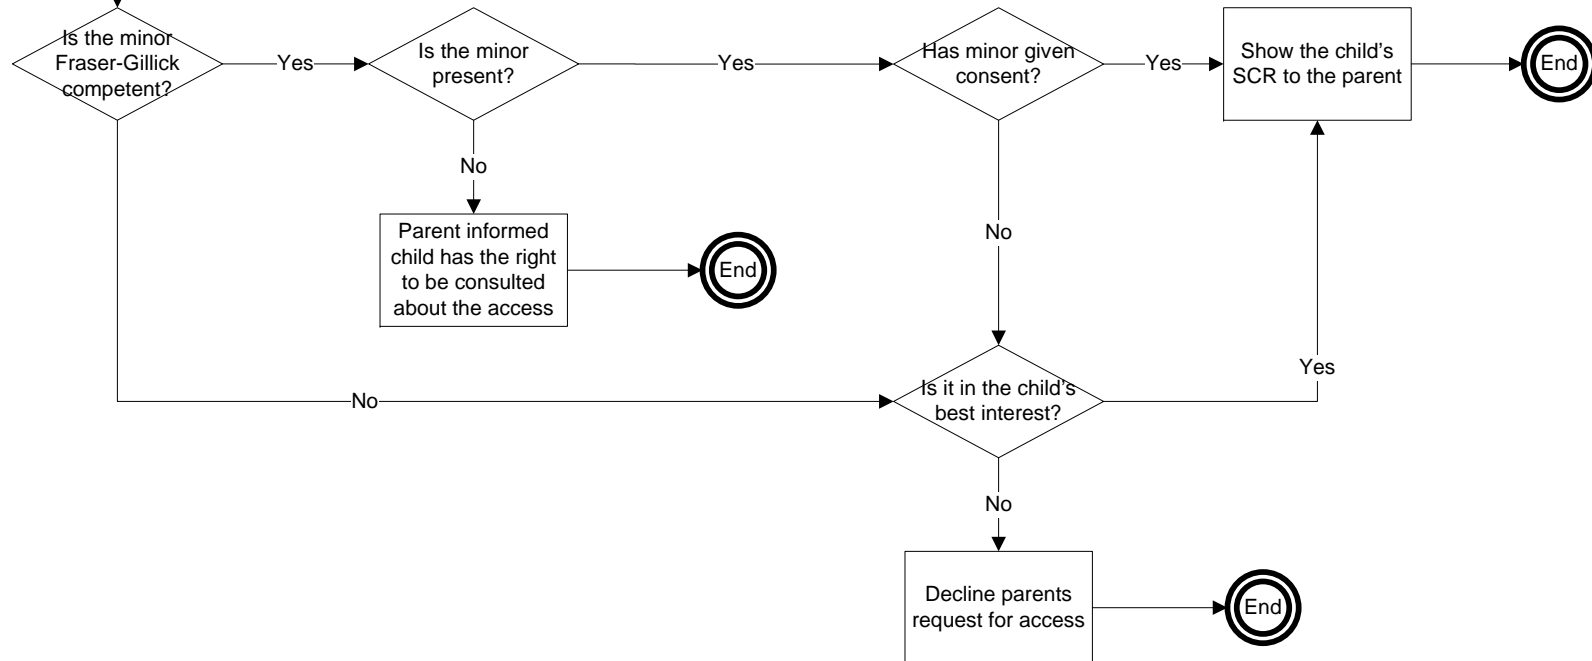 Is the minor
Fraser-Gillick
competent?
Yes
Is the minor
present?
Yes
Has minor given
consent?
Yes
Show the child’s
SCR to the parent
End
No
Parent informed
child has the right
to be consulted
about the access
End
No
No
Is it in the child’s
best interest?
Yes
No
Decline parents
request for access
End